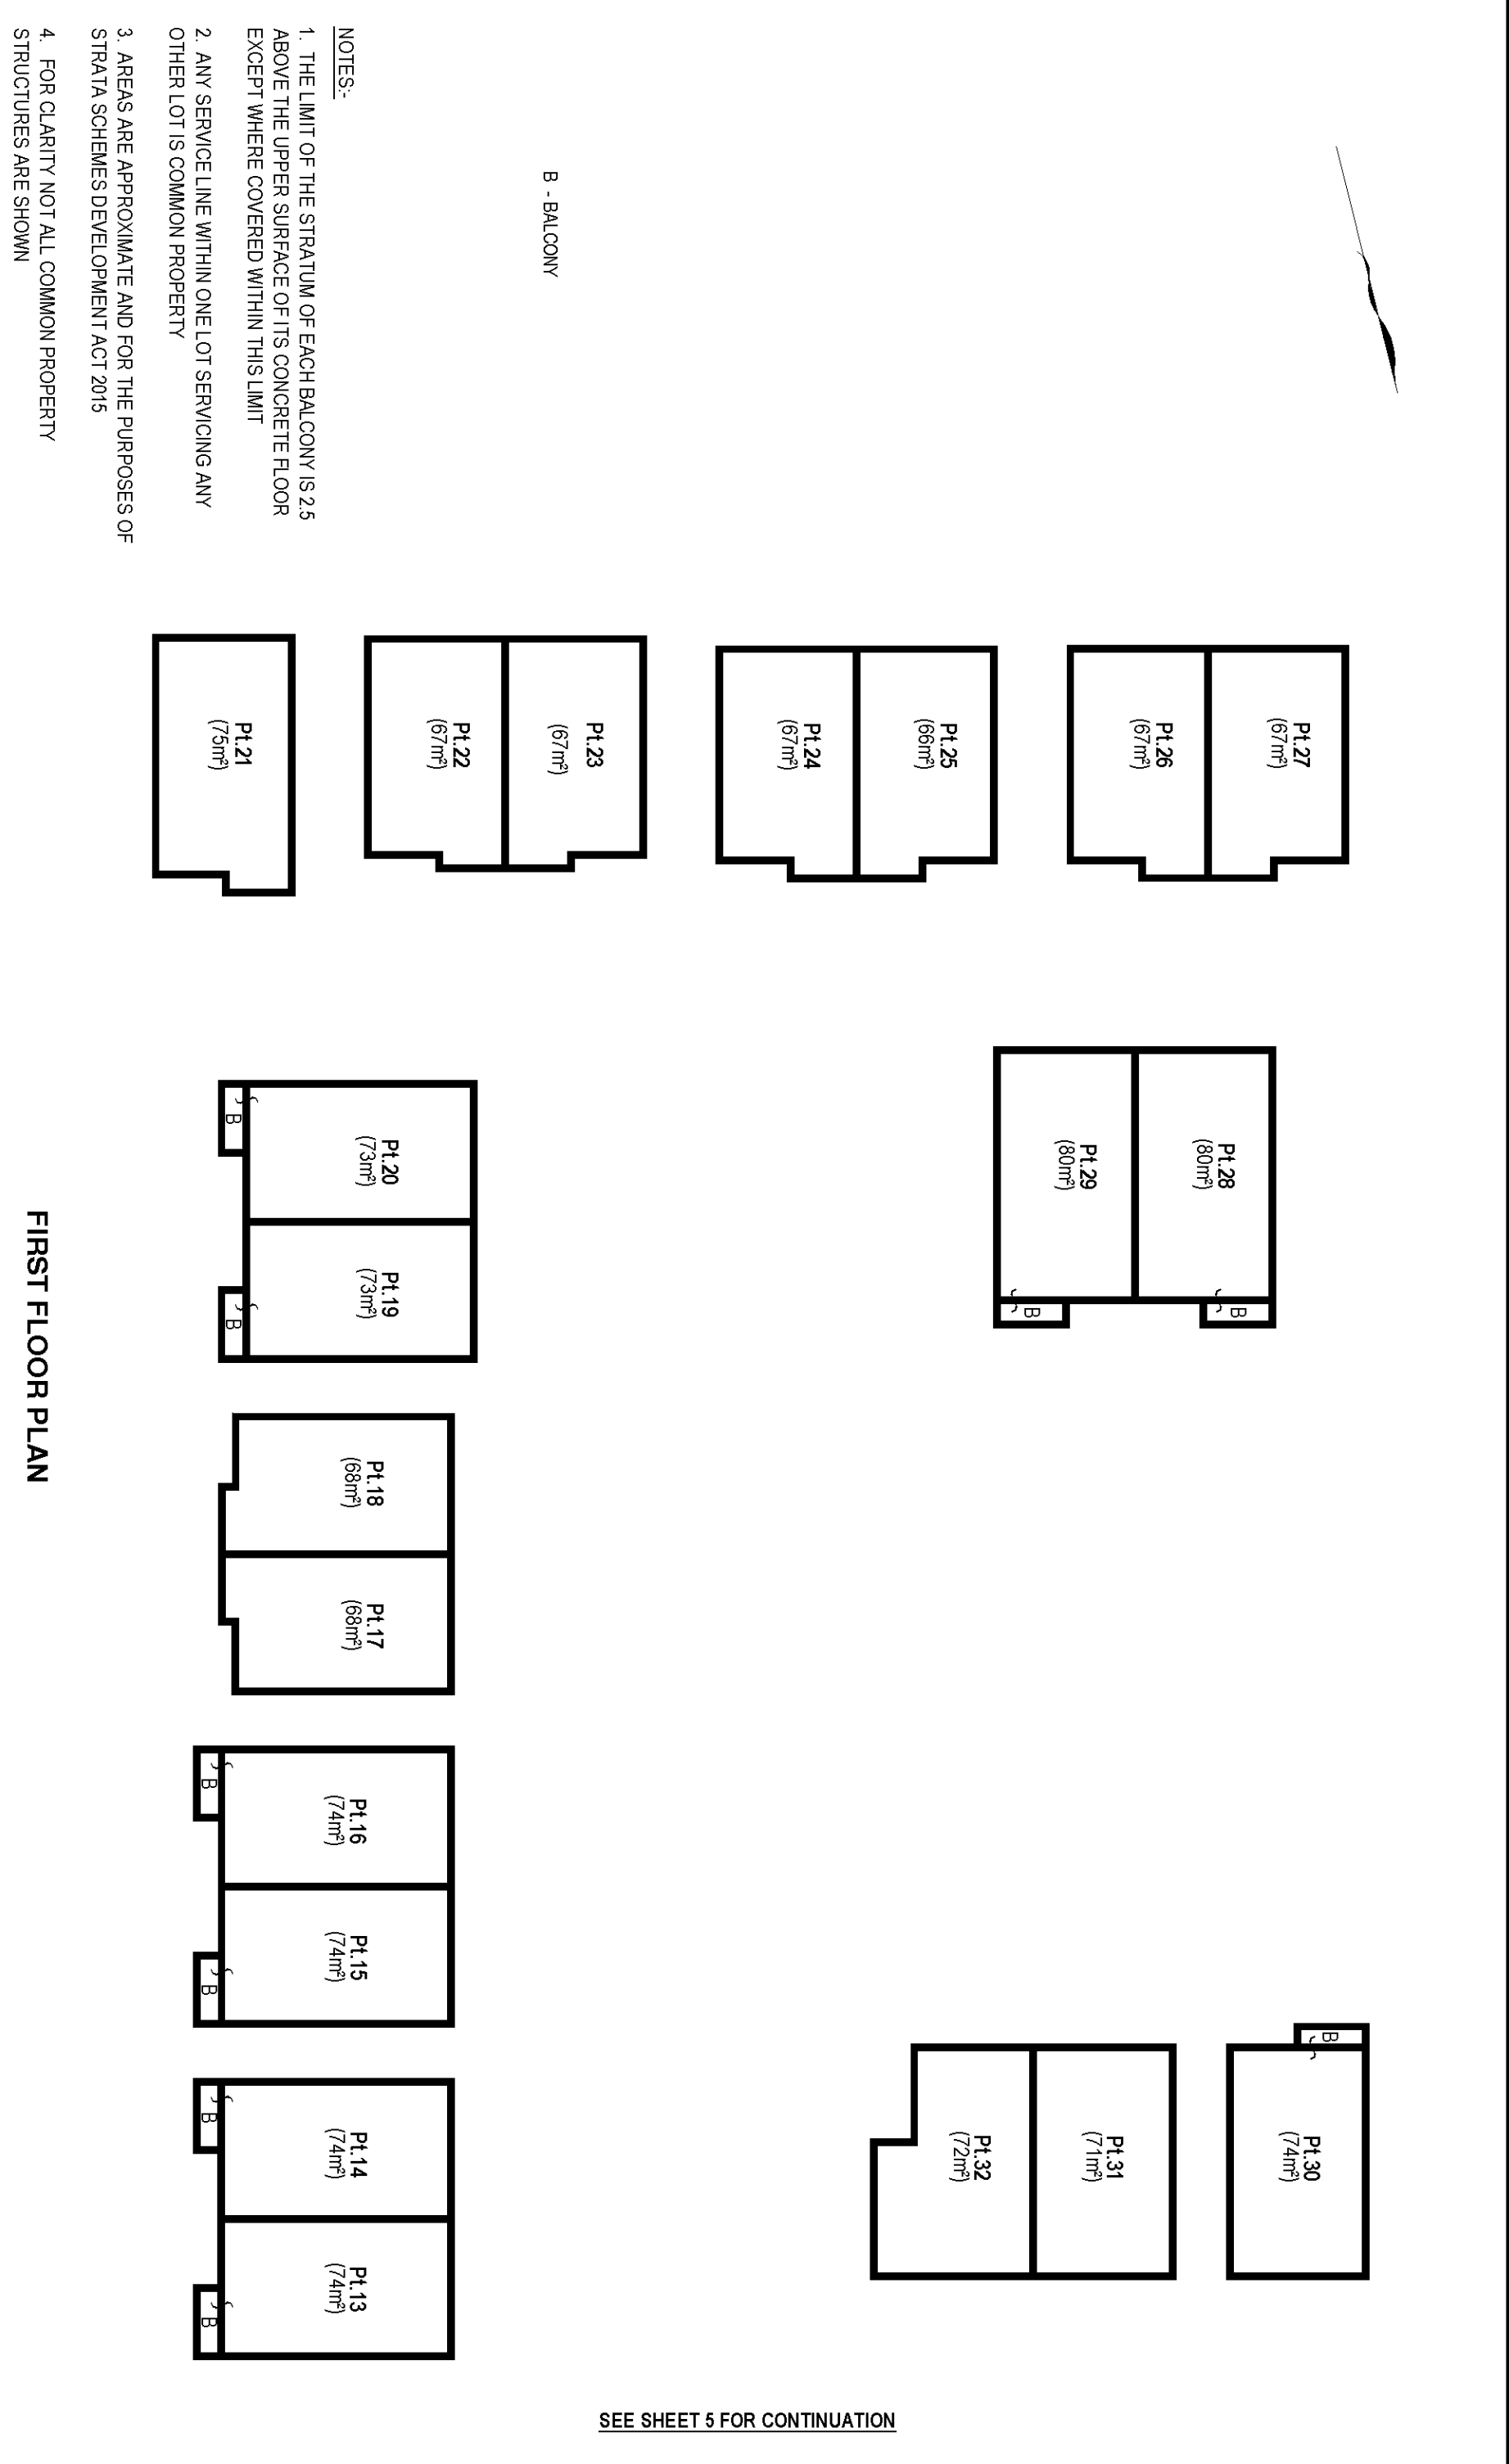 NOTES:-
1. THE LIMIT OF THE STRATUM OF EACH BALCONY IS 2.5
ABOVE THE UPPER SURFACE OF ITS CONCRETE FLOOR
EXCEPT WHERE COVERED WITHIN THIS LIMIT
2. ANY SERVICE LINE WITHIN ONE LOT SERVICING ANY
OTHER LOT IS COMMON PROPERTY
3. AREAS ARE APPROXIMATE AND FOR THE PURPOSES OF
STRATA SCHEMES DEVELOPMENT ACT 2015
4. FOR CLARITY NOT ALL COMMON PROPERTY
STRUCTURES ARE SHOWN
B - BALCONY
Pt.27
(67m²)
Pt.26
(67m²)
Pt.25
(66m²)
Pt.24
(67m²)
Pt.23
(67m²)
Pt.22
(67m²)
Pt.21
(75m²)
Pt.28
(80m²)
B
Pt.29
(80m²)
B
Pt.20
(73m²)
B
Pt.19
(73m²)
B
Pt.18
(68m²)
Pt.17
(68m²)
Pt.16
(74m²)
B
Pt.15
(74m²)
B
Pt.14
(74m²)
B
Pt.13
(74m²)
B
B
Pt.30
(74m²)
Pt.31
(71m²)
Pt.32
(72m²)
FIRST FLOOR PLAN
SEE SHEET 5 FOR CONTINUATION